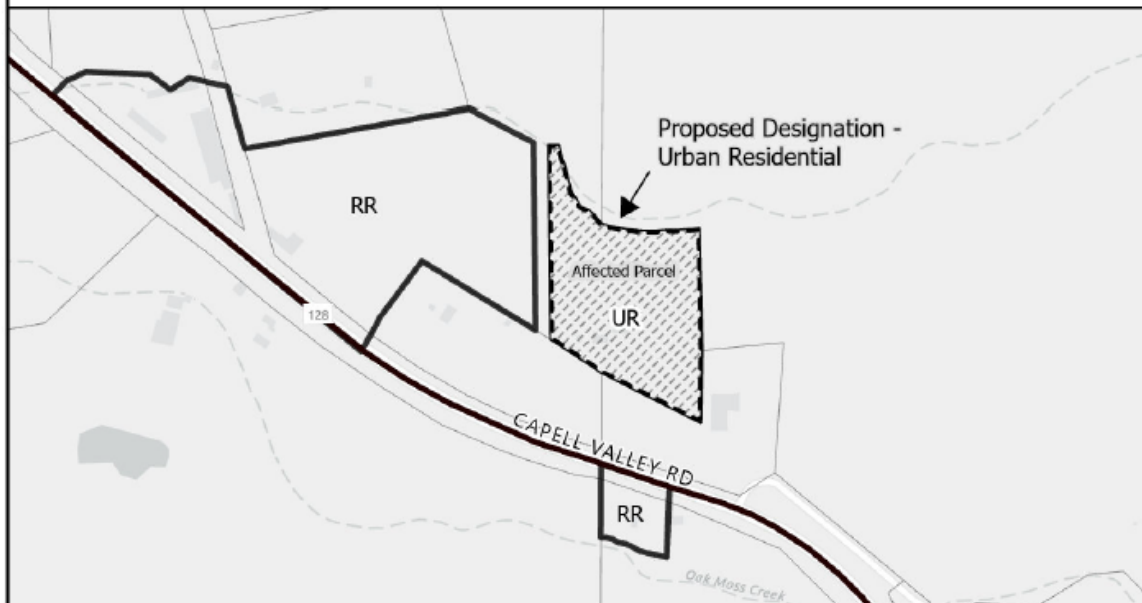 Proposed Designation -
Urban Residential
RR
Affected Parcel
UR
128
CAPELL VALLEY RD
RR
Oak Moss Creek